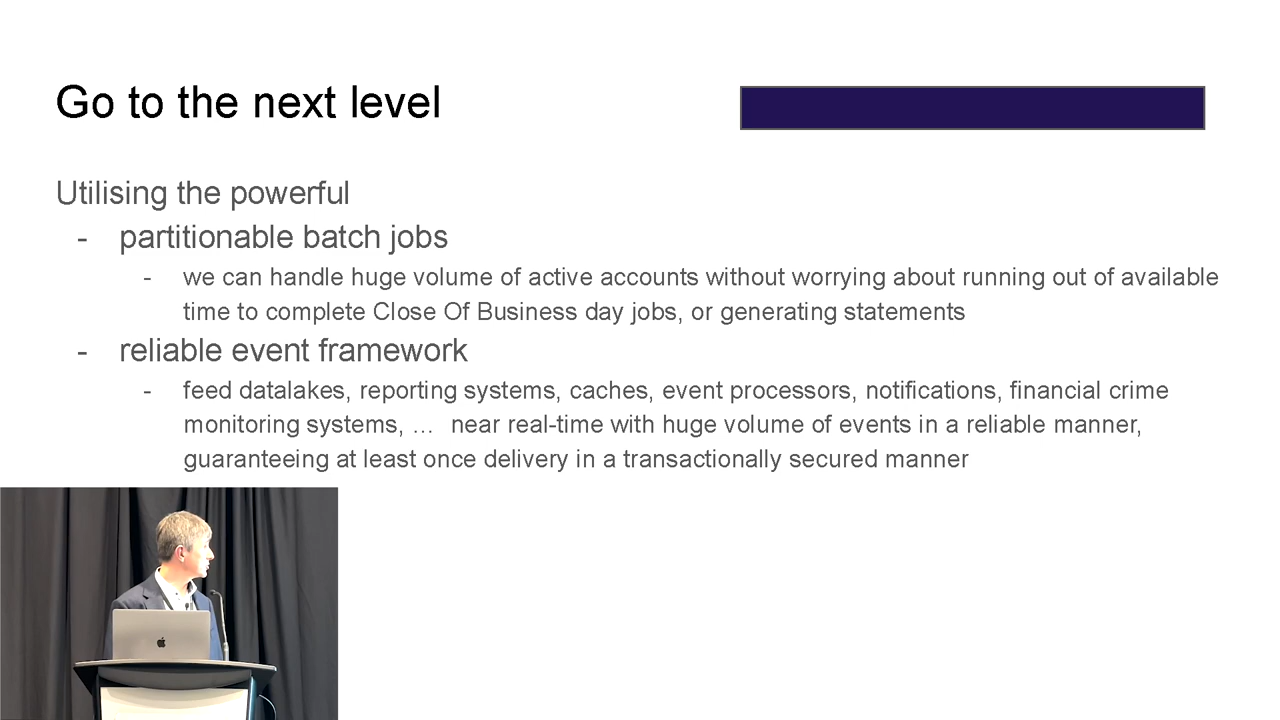 Go to the next level
Utilising the powerful
- partitionable batch jobs
- we can handle huge volume of active accounts without worrying about running out of available
time to complete Close Of Business day jobs, or generating statements
- reliable event framework
- feed datalakes, reporting systems, caches, event processors, notifications, financial crime
monitoring systems, … near real-time with huge volume of events in a reliable manner,
guaranteeing at least once delivery in a transactionally secured manner